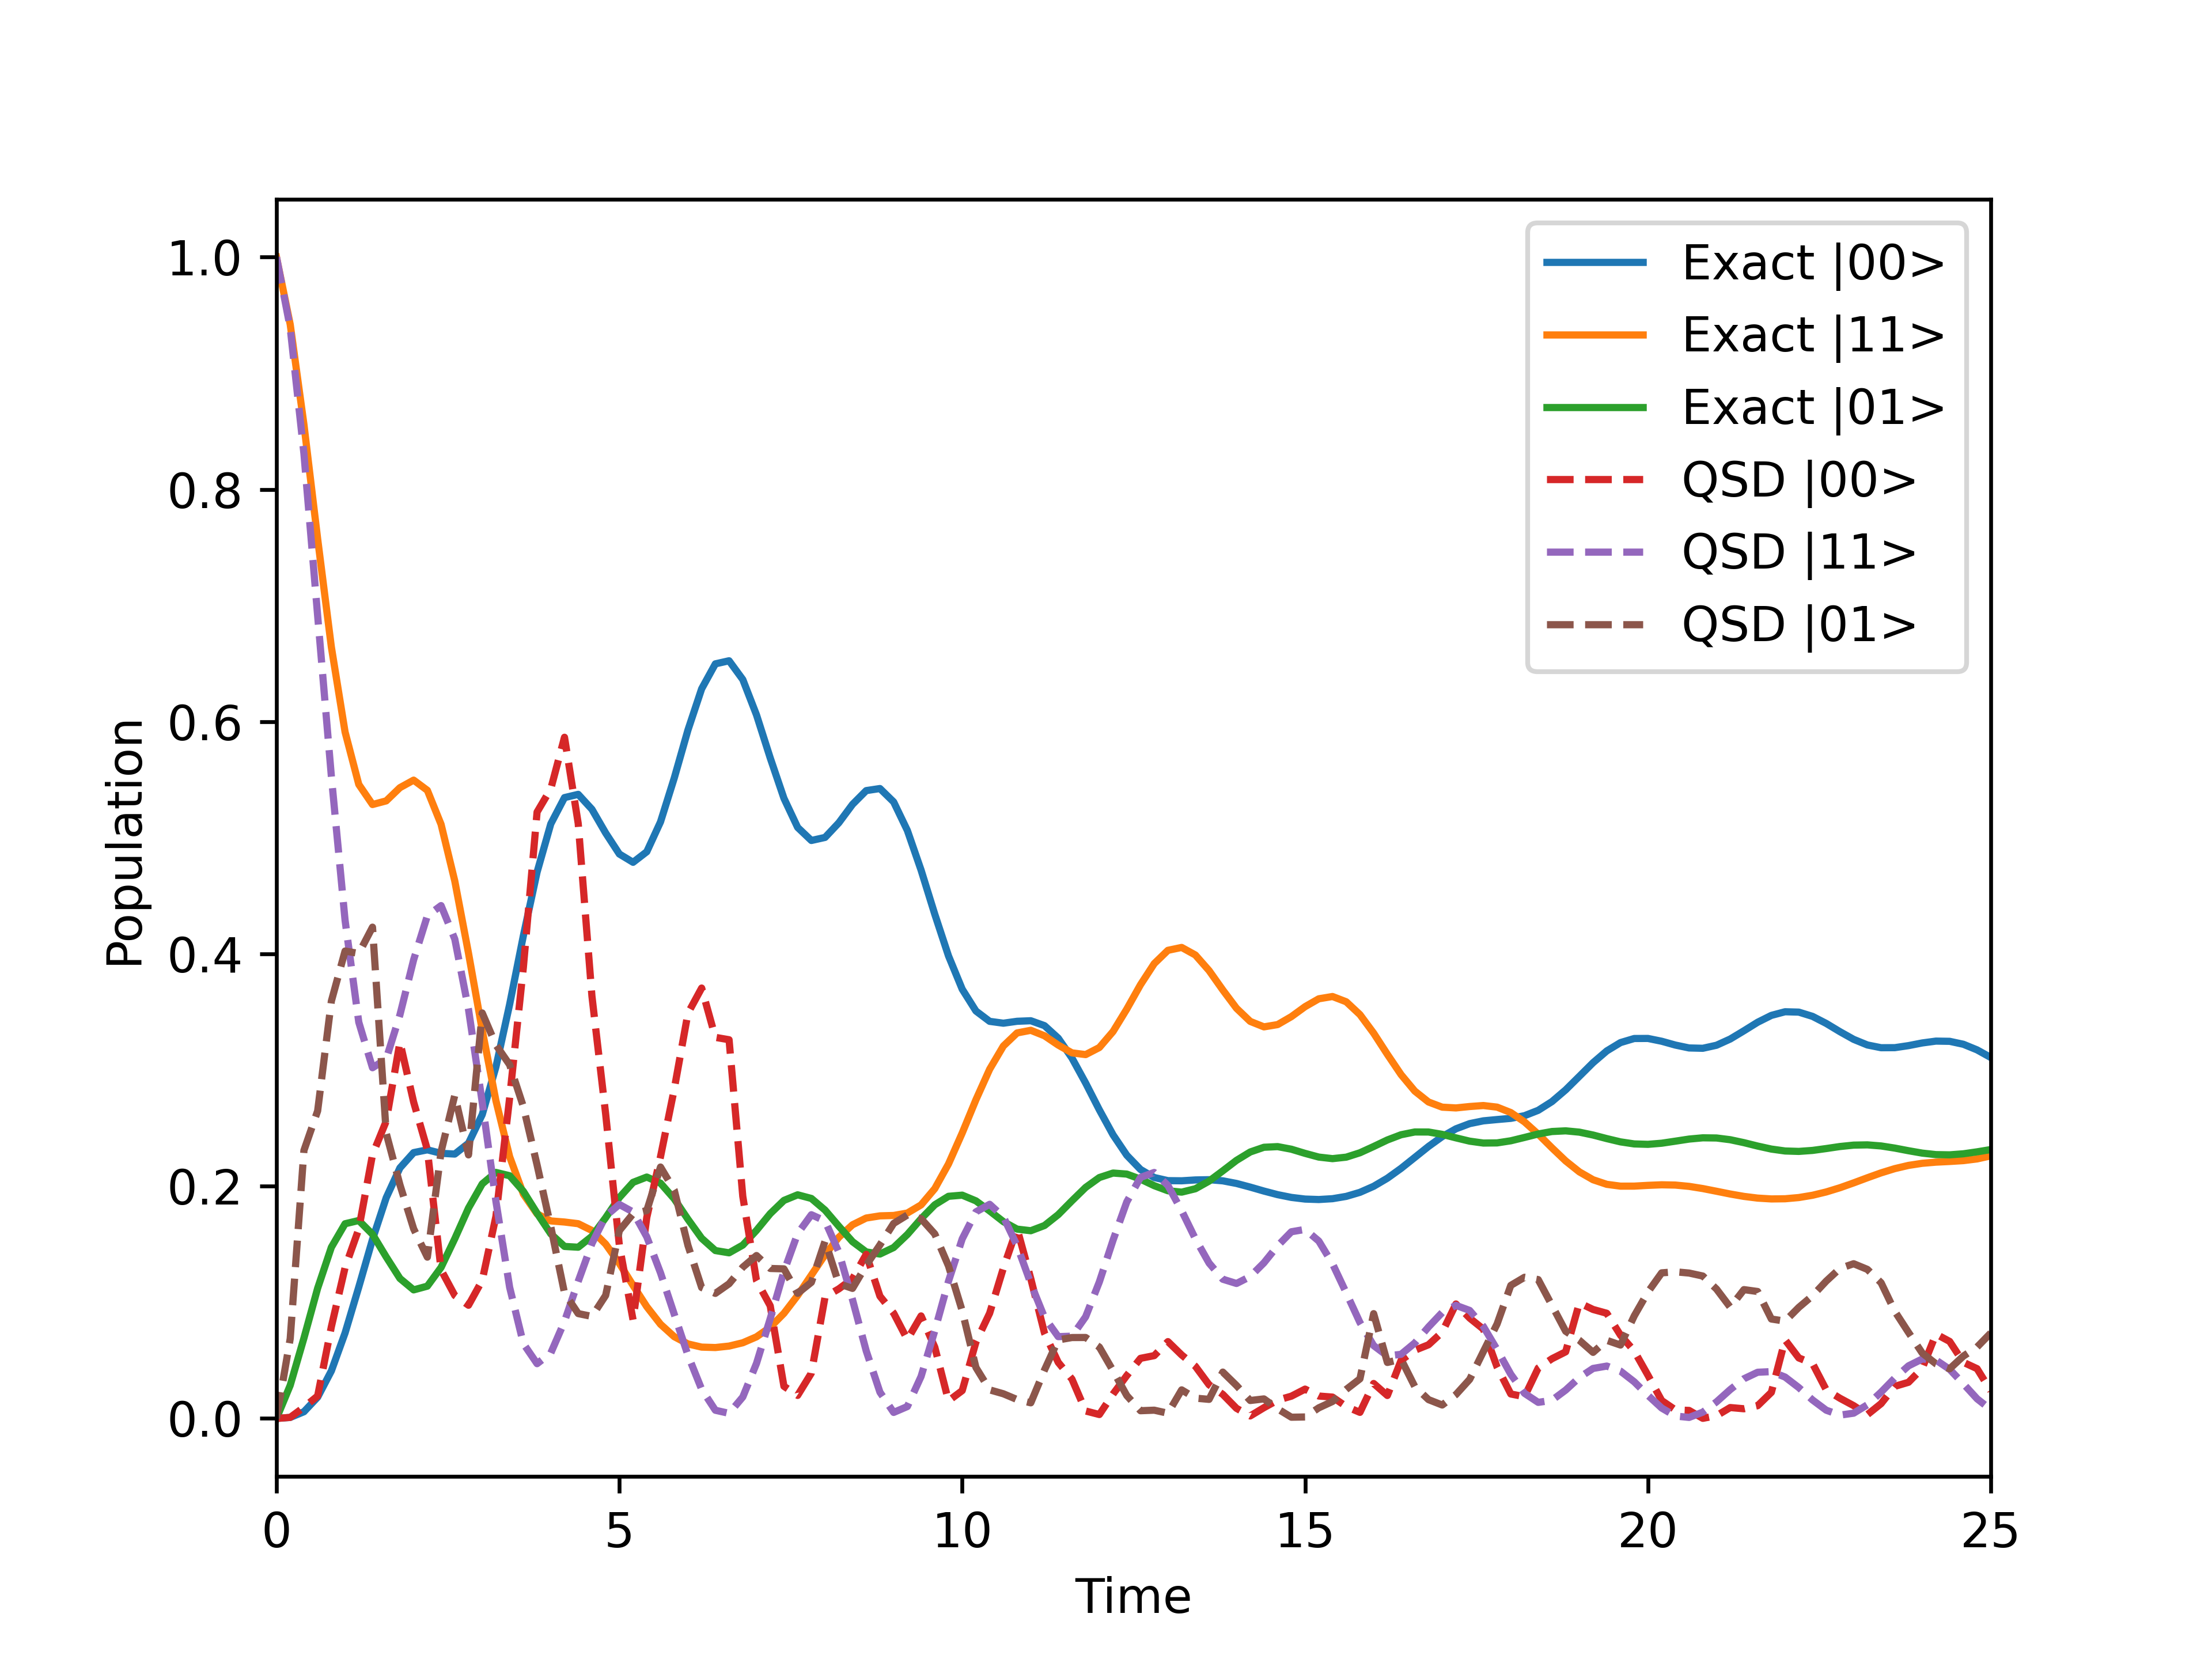 1.0
0.8
0.6
0.4
0.2
0.0
Population
0
5
10
15
20
25
Time
Exact |00>
Exact |11>
Exact |01>
QSD |00>
QSD |11>
QSD |01>